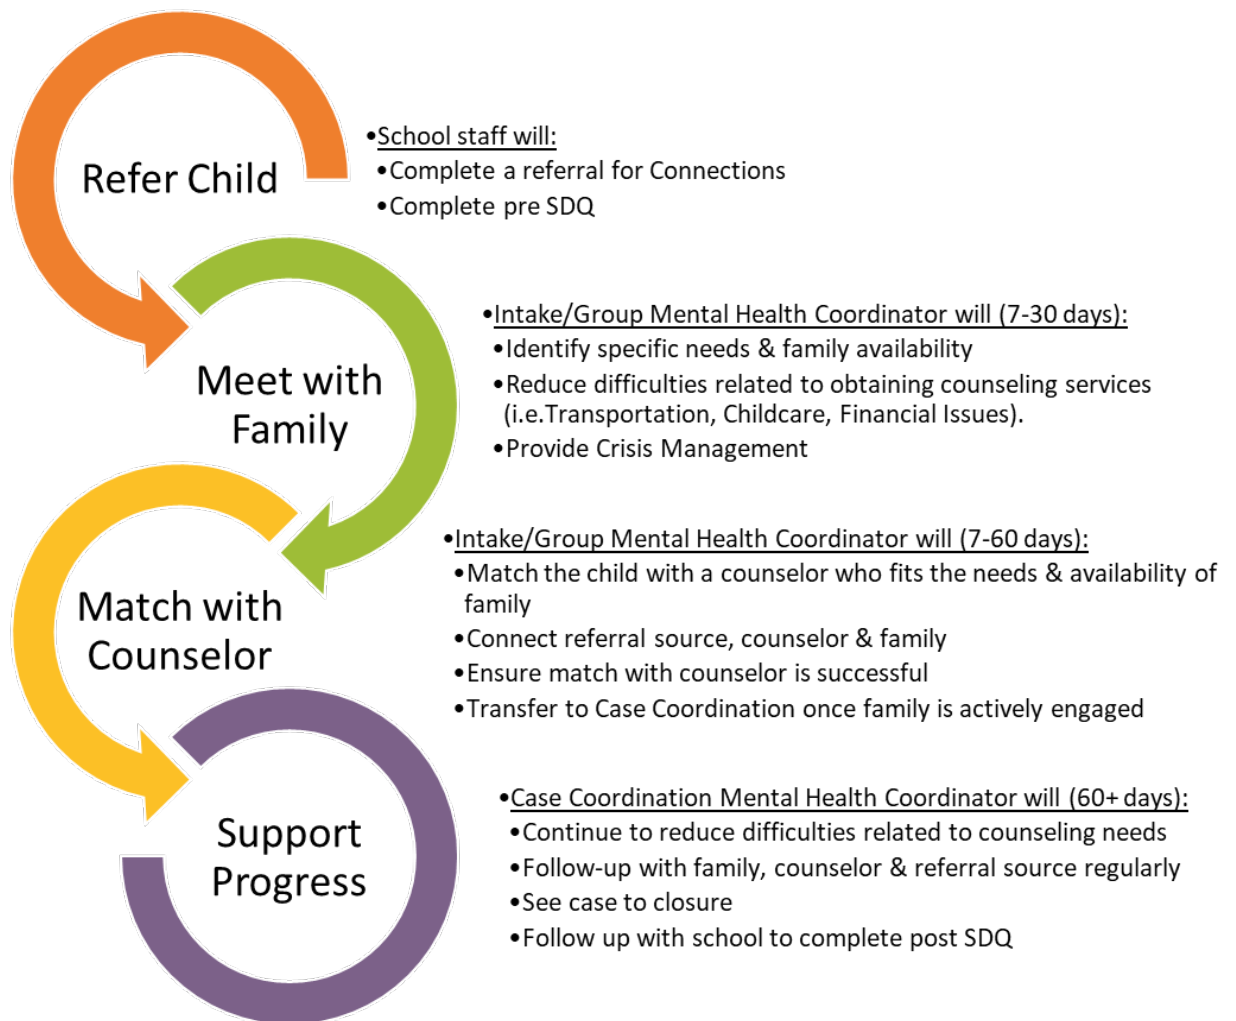 Refer Child
•School staff will:
•Complete a referral for Connections
•Complete pre SDQ
Meet with
Family
•Intake/Group Mental Health Coordinator will (7-30 days):
•Identify specific needs & family availability
•Reduce difficulties related to obtaining counseling services
(i.e.Transportation, Childcare, Financial Issues).
•Provide Crisis Management
Match with
Counselor
•Intake/Group Mental Health Coordinator will (7-60 days):
•Match the child with a counselor who fits the needs & availability of
family
•Connect referral source, counselor & family
•Ensure match with counselor is successful
•Transfer to Case Coordination once family is actively engaged
Support
Progress
•Case Coordination Mental Health Coordinator will (60+ days):
•Continue to reduce difficulties related to counseling needs
•Follow-up with family, counselor & referral source regularly
•See case to closure
•Follow up with school to complete post SDQ